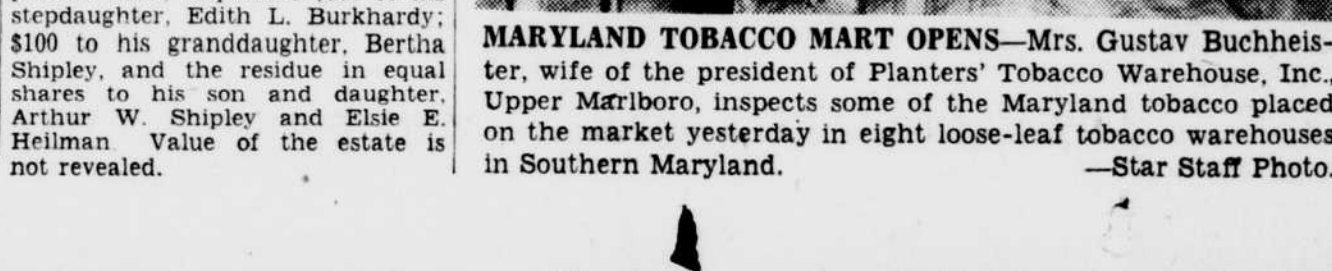 stepdaughter, Edith L. Burkhardy;
$100 to his granddaughter, Bertha
Shipley, and the residue in equal
shares to his son and daughter,
Arthur W. Shipley and Elsie E.
Heilman Value of the estate is
not revealed.
MARYLAND TOBACCO MART OPENS—Mrs. Gustav Buchheis-
ter, wife of the president of Planters' Tobacco Warehouse, Inc.,
Upper Marlboro, inspects some of the Maryland tobacco placed
on the market yesterday in eight loose-leaf tobacco warehouses
in Southern Maryland. —Star Staff Photo.